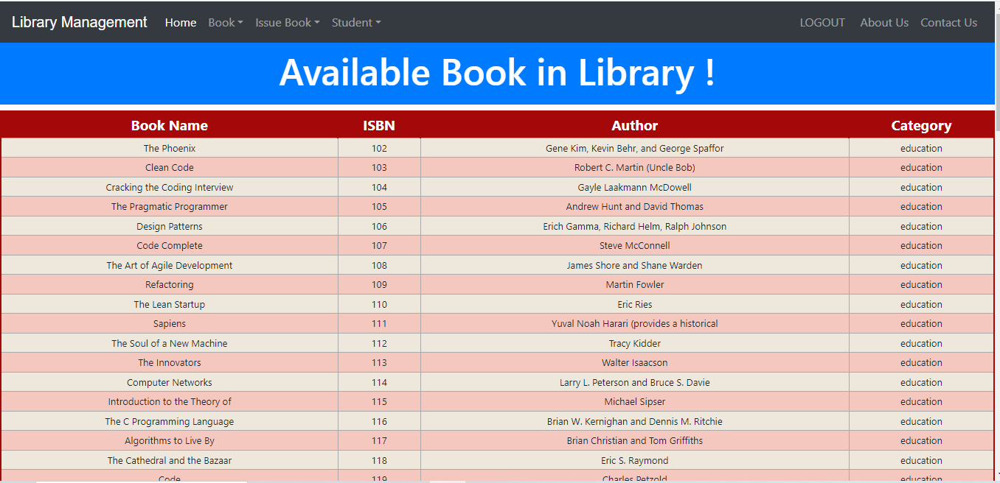 Library Management Home Book Issue Book Student LOGOUT About Us Contact Us
Available Book in Library !
Book Name ISBN Author Category
The Phoenix 102 Gene Kim, Kevin Behr, and George Spaffor education
Clean Code 103 Robert C. Martin (Uncle Bob) education
Cracking the Coding Interview 104 Gayle Laakmann McDowell education
The Pragmatic Programmer 105 Andrew Hunt and David Thomas education
Design Patterns 106 Erich Gamma, Richard Helm, Ralph Johnson education
Code Complete 107 Steve McConnell education
The Art of Agile Development 108 James Shore and Shane Warden education
Refactoring 109 Martin Fowler education
The Lean Startup 110 Eric Ries education
Sapiens 111 Yuval Noah Harari (provides a historical education
The Soul of a New Machine 112 Tracy Kidder education
The Innovators 113 Walter Isaacson education
Computer Networks 114 Larry L. Peterson and Bruce S. Davie education
Introduction to the Theory of 115 Michael Sipser education
The C Programming Language 116 Brian W. Kernighan and Dennis M. Ritchie education
Algorithms to Live By 117 Brian Christian and Tom Griffiths education
The Cathedral and the Bazaar 118 Eric S. Raymond education
Code 119 Charles Petzold education